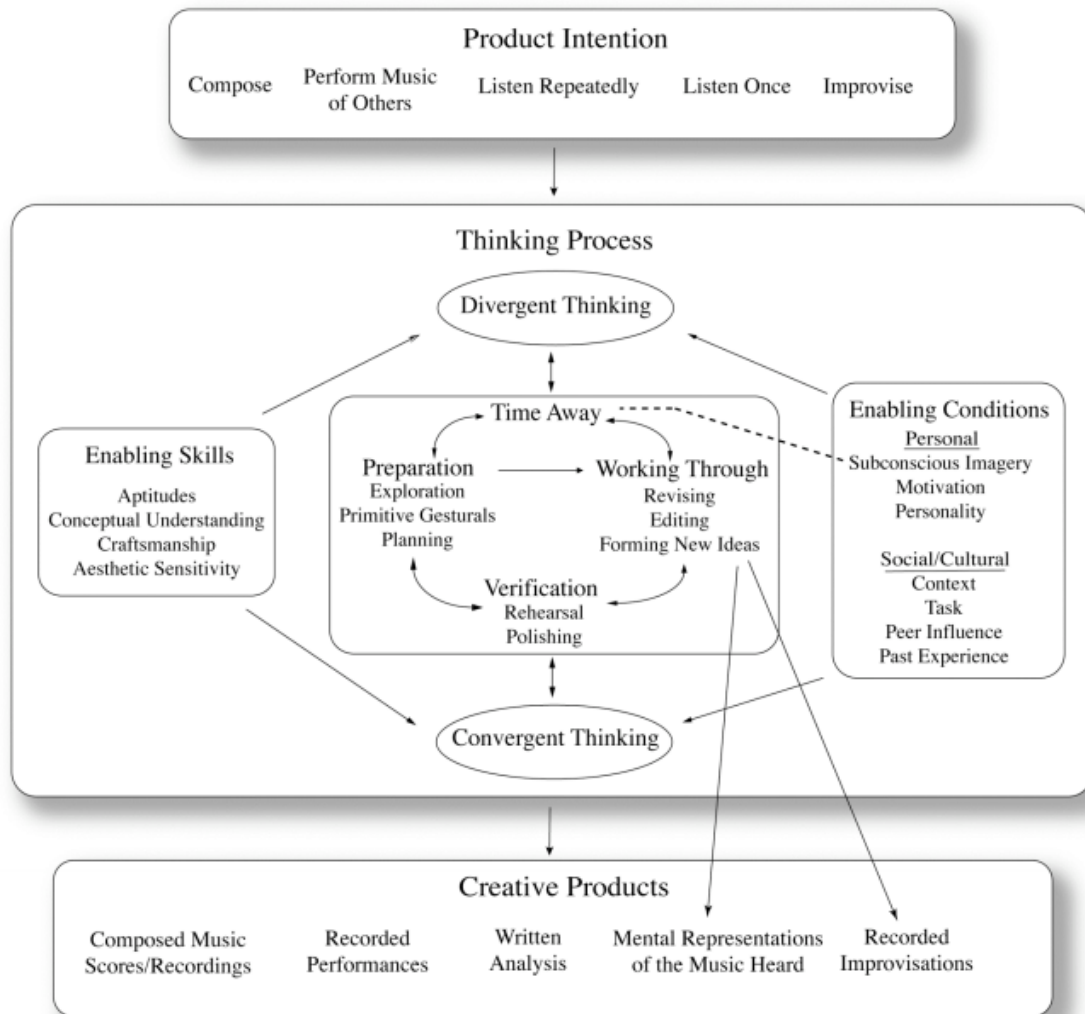 Product Intention
Compose
Perform Music
of Others
Listen Repeatedly
Listen Once
Improvise
Thinking Process
Divergent Thinking
Time Away
Enabling Skills
Aptitudes
Conceptual Understanding
Craftsmanship
Aesthetic Sensitivity
Preparation
Exploration
Primitive Gesturals
Planning
Working Through
Revising
Editing
Forming New Ideas
Verification
Rehearsal
Polishing
Enabling Conditions
Personal
Subconscious Imagery
Motivation
Personality
Social/Cultural
Context
Task
Peer Influence
Past Experience
Convergent Thinking
Creative Products
Composed Music
Scores/Recordings
Recorded
Performances
Written
Analysis
Mental Representations
of the Music Heard
Recorded
Improvisations